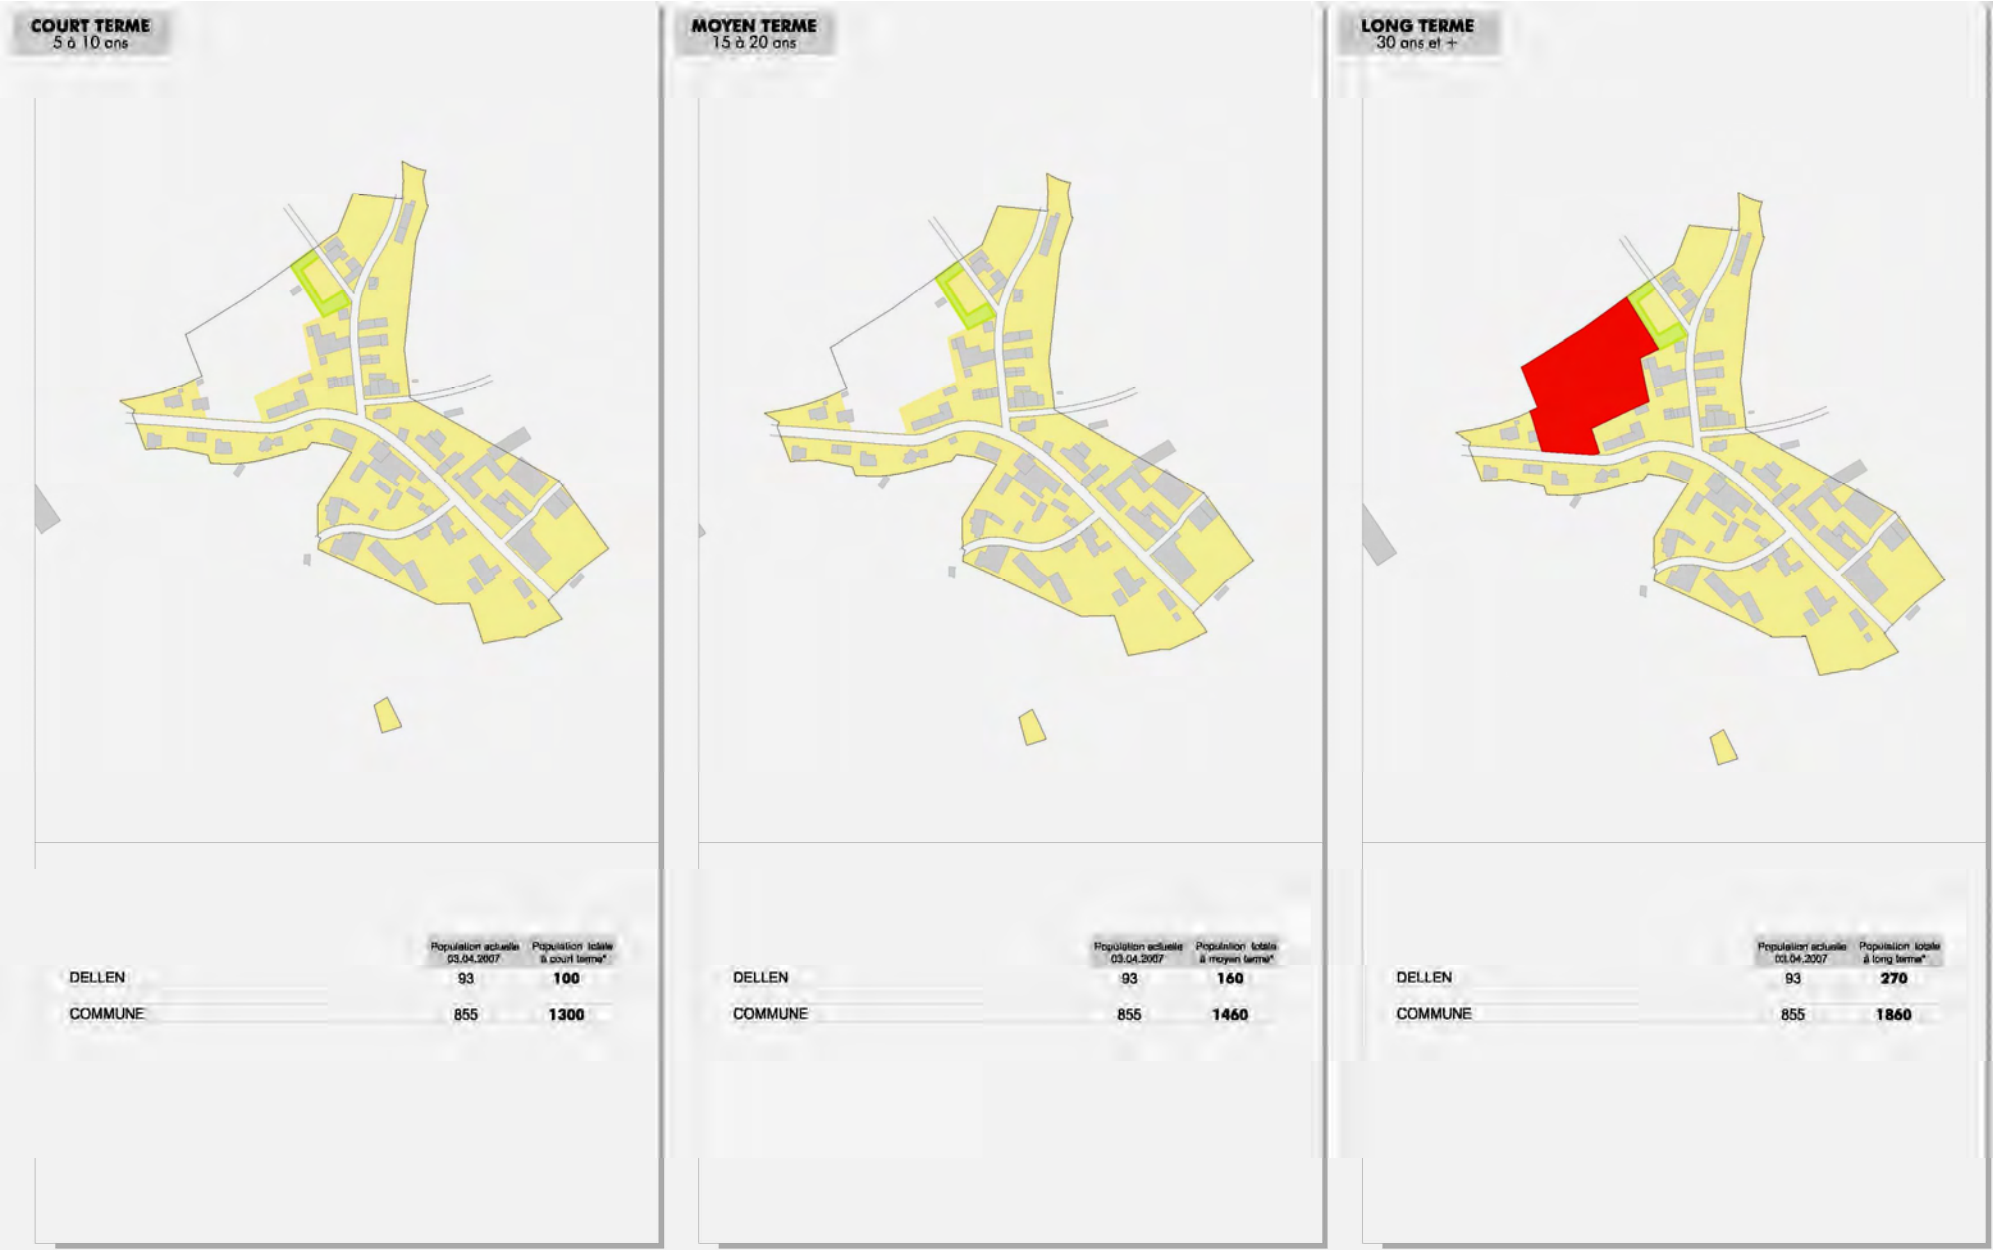 COURT TERME
5 à 10 ans
MOYEN TERME
15 à 20 ans
LONG TERME
30 ans et +
Population actuelle Population totale
03.04.2007 à court terme*
DELLEN 93 100
COMMUNE 855 1300
Population actuelle Population totale
03.04.2007 à moyen terme*
DELLEN 93 160
COMMUNE 855 1460
Population actuelle Population totale
03.04.2007 à long terme*
DELLEN 93 270
COMMUNE 855 1860